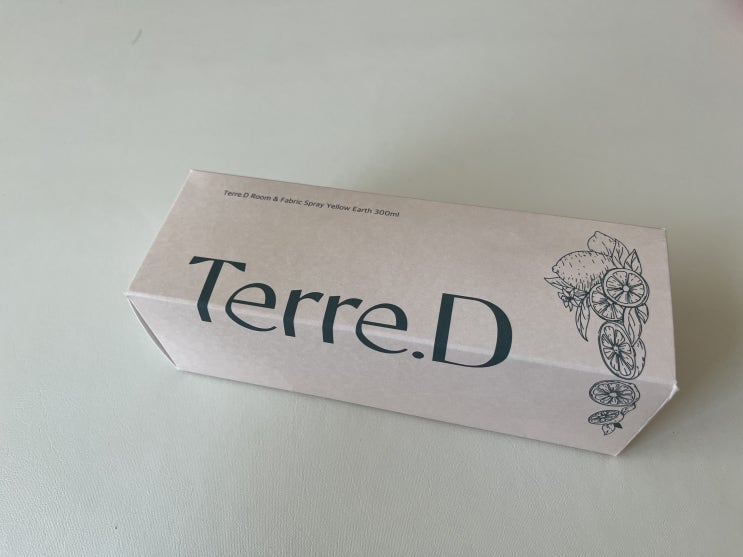 Terre.D Room & Fabric Spray Yellow Earth 300ml
Terre.D